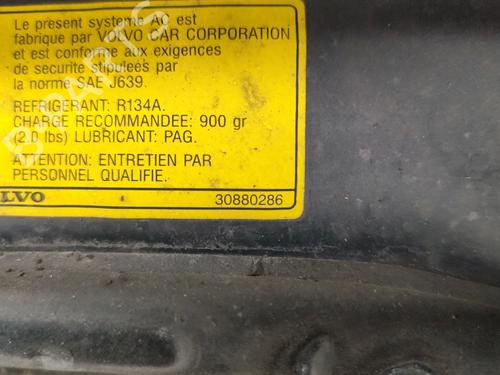 Le present systeme AC est
fabrique par VOLVO CAR CORPORATION
et est conforme aux exigences
de securite stipulees par
la norme SAE J639.
REFRIGERANT: R134A.
CHARGE RECOMMANDEE: 900 gr
(2.0 lbs) LUBRICANT: PAG.
ATTENTION: ENTRETIEN PAR
PERSONNEL QUALIFIE.
LVO 30880286